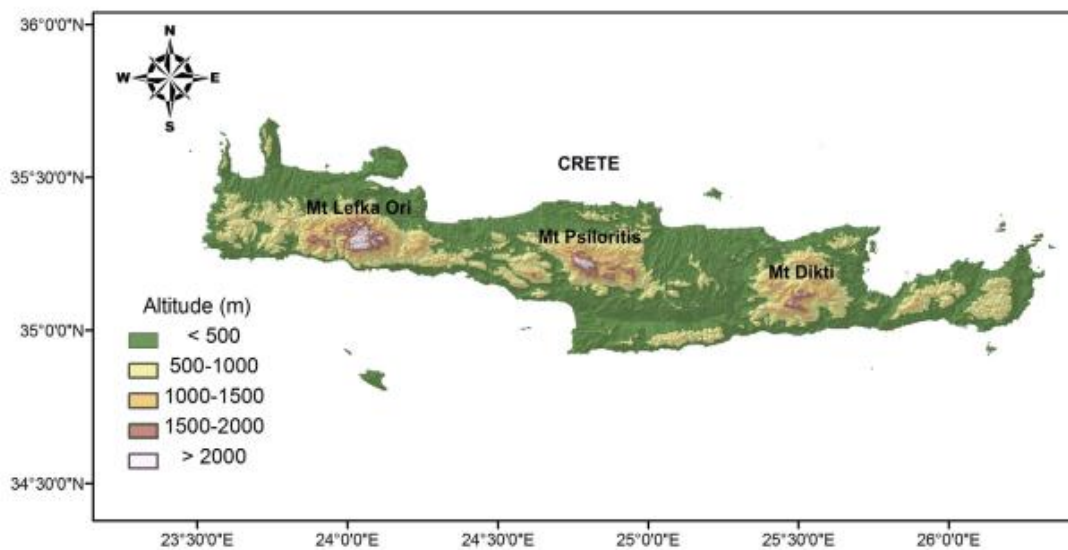 36°0'0"N
N
W E
S
35°30'0"N
CRETE
Mt Lefka Ori
Mt Psiloritis
Mt Dikti
Altitude (m)
35°0'0"N
< 500
500-1000
1000-1500
1500-2000
> 2000
34°30'0"N
23°30'0"E 24°0'0"E 24°30'0"E 25°0'0"E 25°30'0"E 26°0'0"E